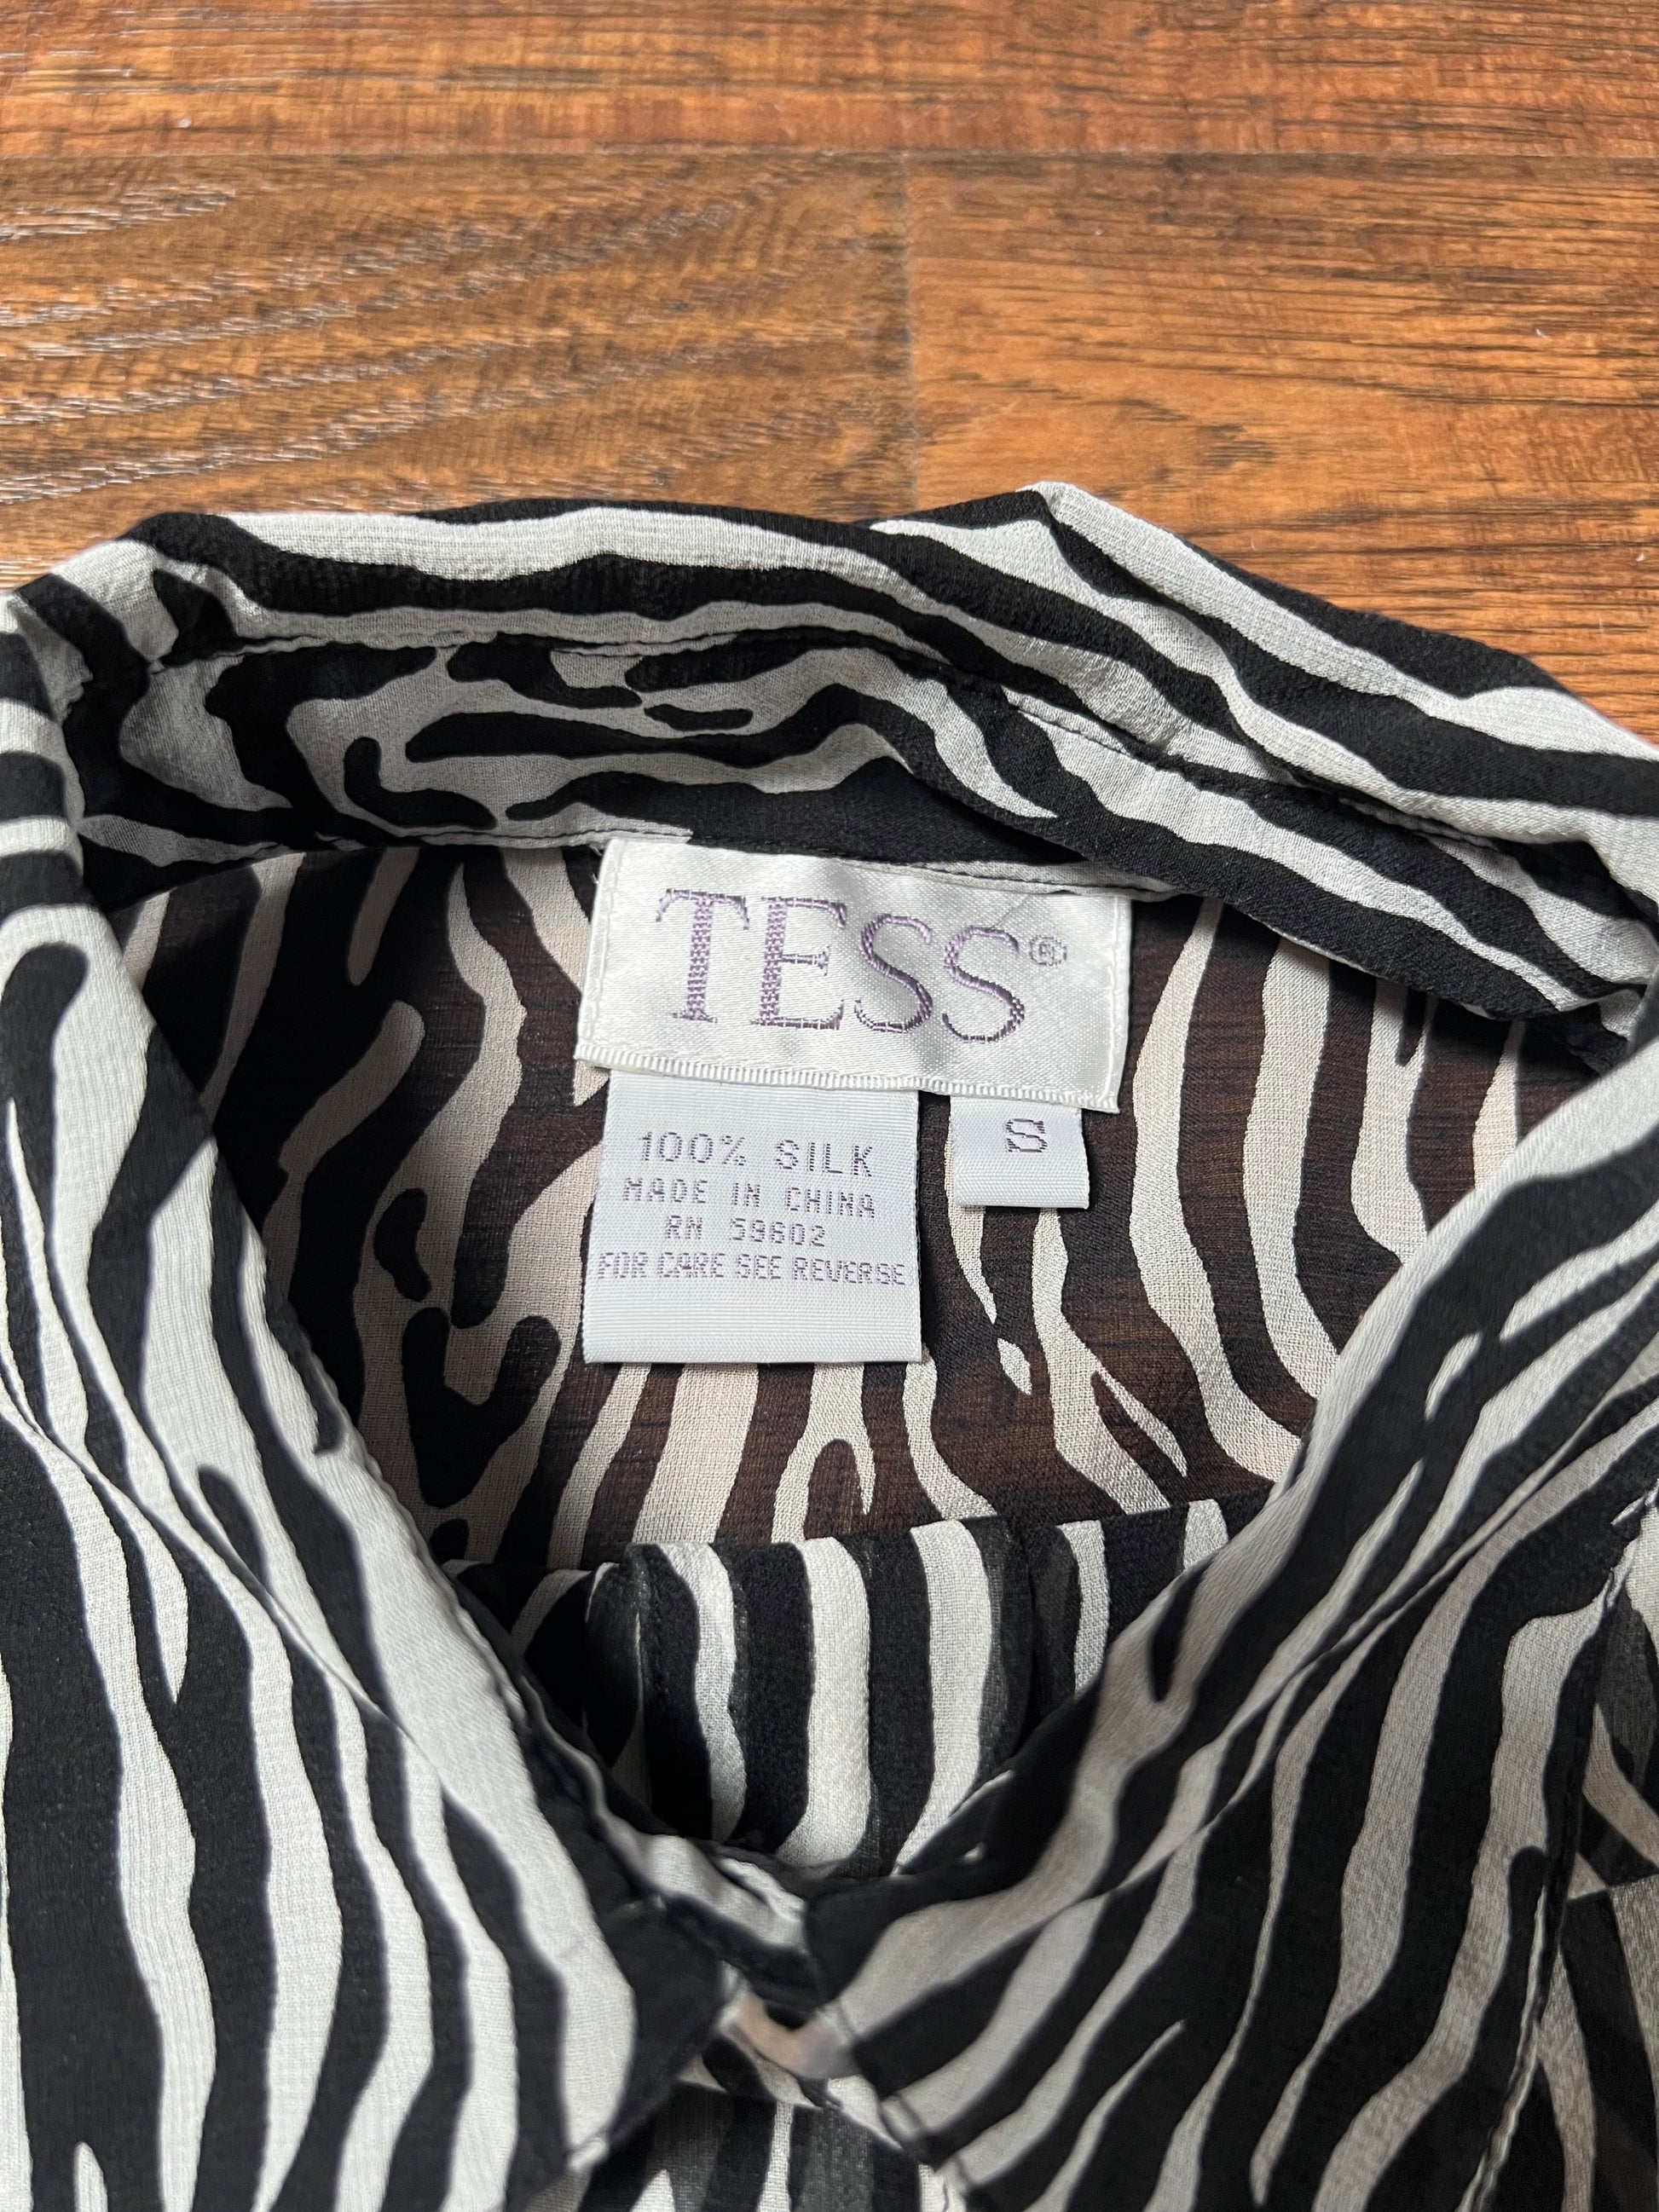 TESS®
S
100% SILK
MADE IN CHINA
RN 59602
FOR CARE SEE REVERSE